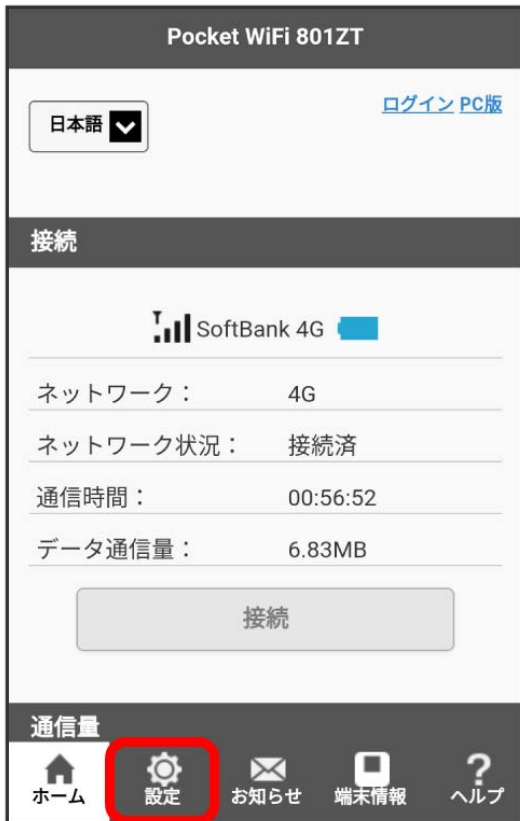 Pocket WiFi 801ZT
ログイン PC版
日本語
接続
SoftBank 4G
ネットワーク： 4G
ネットワーク状況： 接続済
通信時間： 00:56:52
データ通信量： 6.83MB
接続
通信量
ホーム 設定 お知らせ 端末情報 ヘルプ